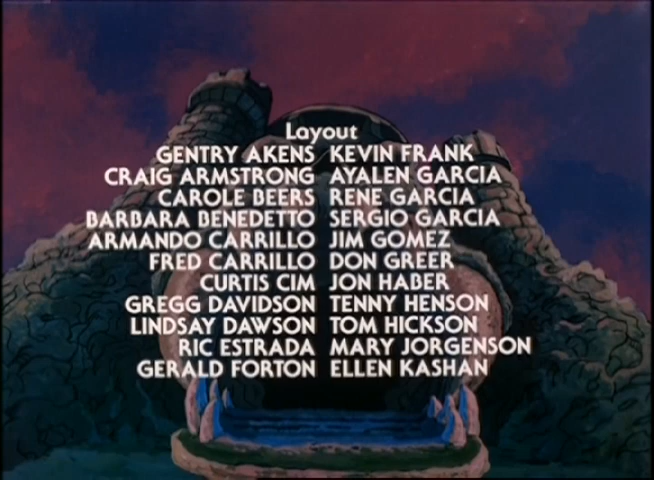 Layout
GENTRY AKENS KEVIN FRANK
CRAIG ARMSTRONG AYALEN GARCIA
CAROLE BEERS RENE GARCIA
BARBARA BENEDETTO SERGIO GARCIA
ARMANDO CARRILLO JIM GOMEZ
FRED CARRILLO DON GREER
CURTIS CIM JON HABER
GREGG DAVIDSON TENNY HENSON
LINDSAY DAWSON TOM HICKSON
RIC ESTRADA MARY JORGENSON
GERALD FORTON ELLEN KASHAN